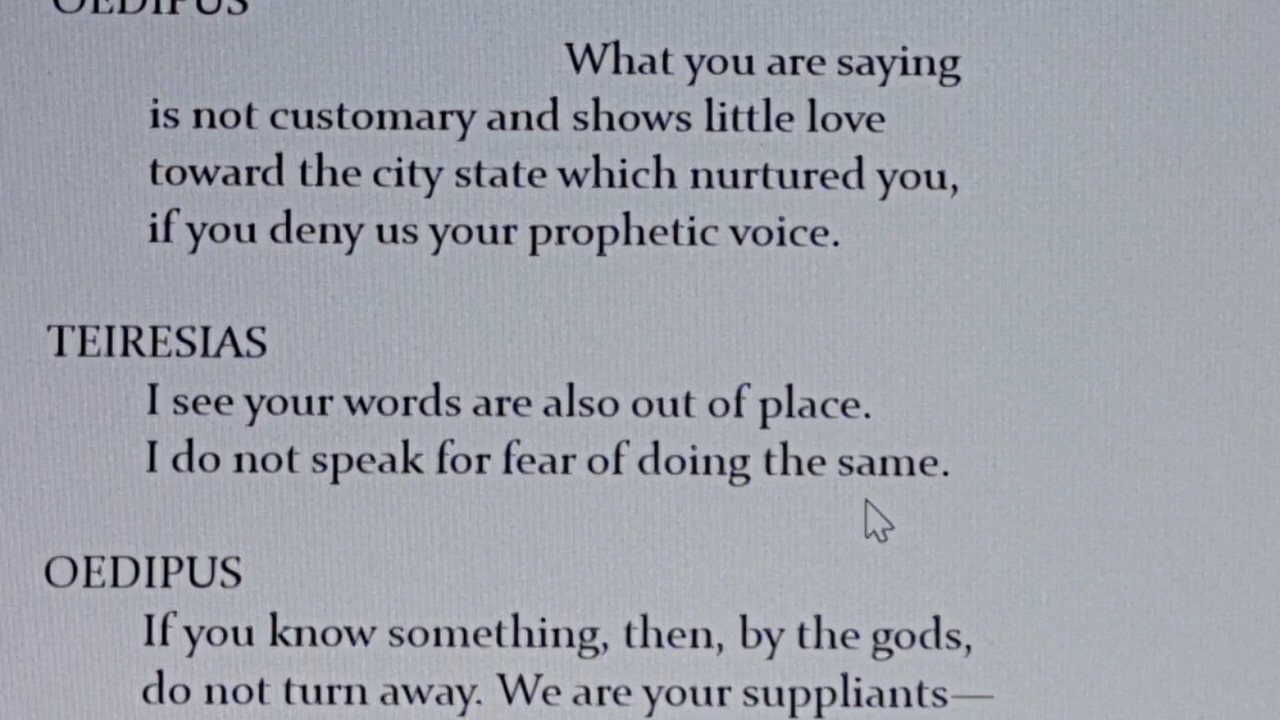 OEDIPUS
What you are saying
is not customary and shows little love
toward the city state which nurtured you,
if you deny us your prophetic voice.
TEIRESIAS
I see your words are also out of place.
I do not speak for fear of doing the same.
OEDIPUS
If you know something, then, by the gods,
do not turn away. We are your suppliants—